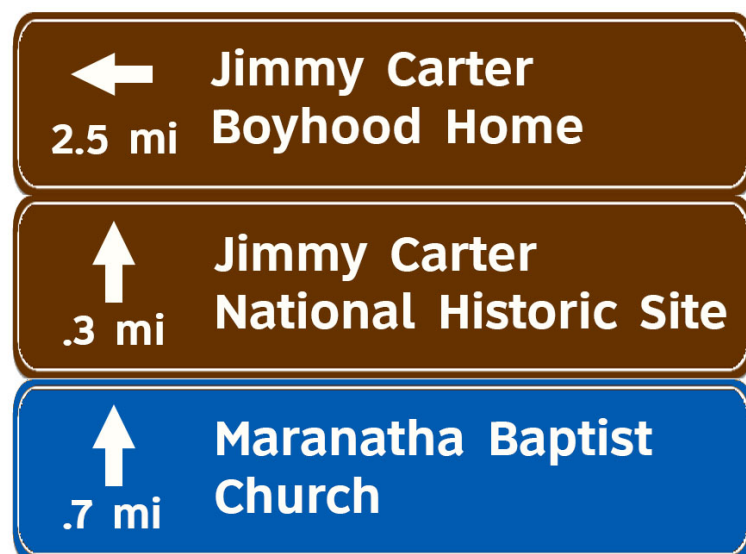 Jimmy Carter
Boyhood Home
2.5 mi
Jimmy Carter
National Historic Site
.3 mi
Maranatha Baptist
Church
.7 mi